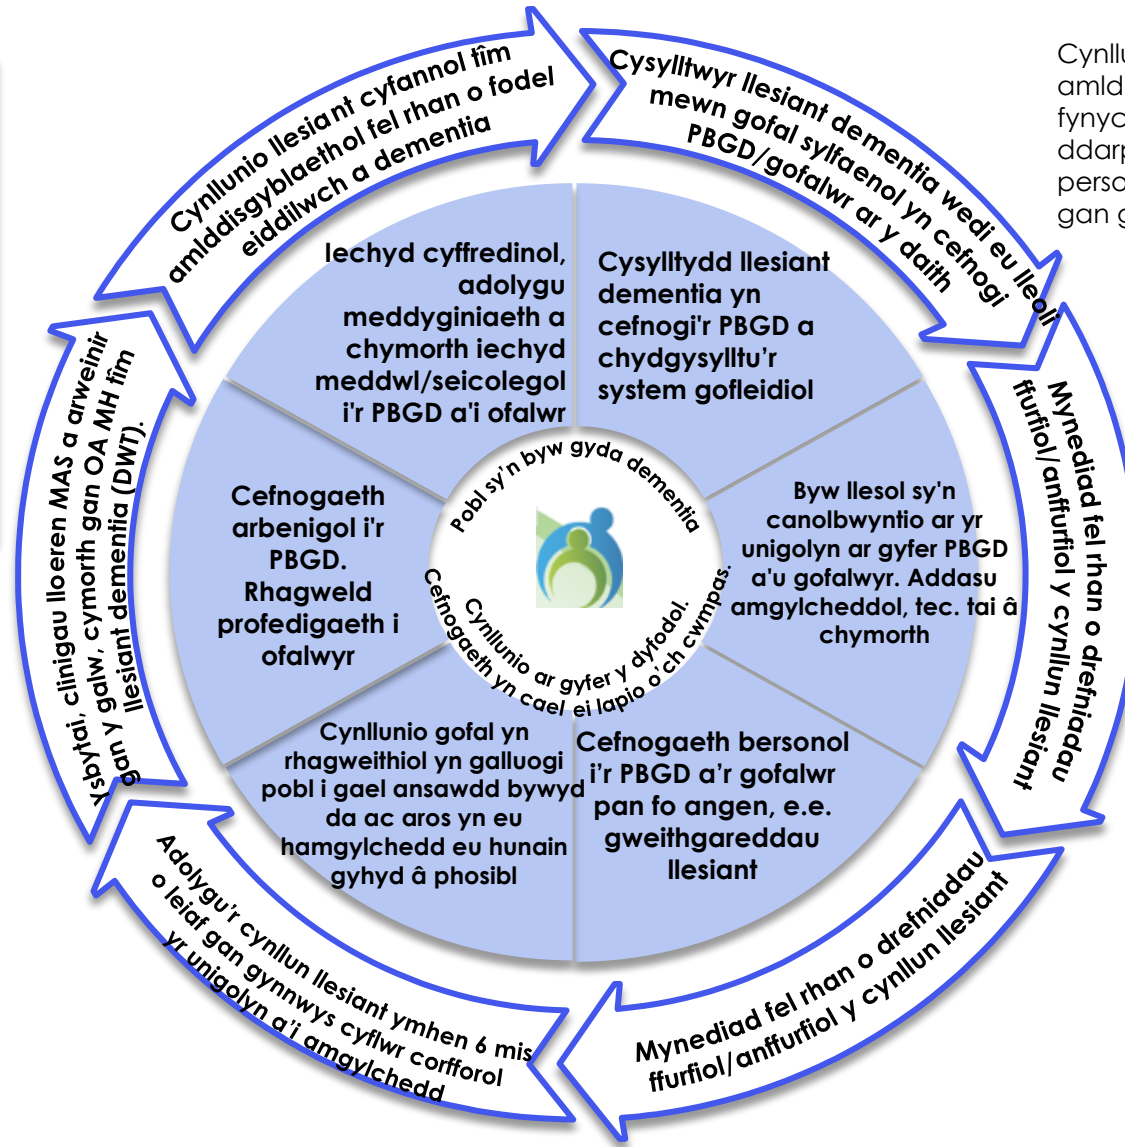 Cynllunio llesiant cyfannol tîm
amlddisgyblaethol fel rhan o fodel
eiddilwch a dementia
Cysylltwyr llesiant dementia wedi eu lleoli
mewn gofal sylfaenol yn cefnogi
PBGD/gofalwr ar y daith
Mynediad fel rhan o drefniadau
ffurfiol/anffurfiol y cynllun llesiant
Mynediad fel rhan o drefniadau
ffurfiol/anffurfiol y cynllun llesiant
Adolygu'r cynllun llesiant ymhen 6 mis
o leiaf gan gynnwys cyflwr corfforol
yr unigolyn a'i amgylchedd
Ysbytai, clinigau lloeren MAS a arweinir
gan y galw, cymorth gan OA MH tîm
llesiant dementia (DWT).
Iechyd cyffredinol,
adolygu
meddyginiaeth a
chymorth iechyd
meddwl/seicolegol
i'r PBGD a'i ofalwr
Cysylltydd llesiant
dementia yn
cefnogi'r PBGD a
chydgysylltu'r
system gofleidiol
Byw llesol sy'n
canolbwyntio ar yr
unigolyn ar gyfer PBGD
a'u gofalwyr. Addasu
amgylcheddol, tec. tai â
chymorth
Cefnogaeth bersonol
i'r PBGD a'r gofalwr
pan fo angen, e.e.
gweithgareddau
llesiant
Cynllunio gofal yn
rhagweithiol yn galluogi
pobl i gael ansawdd bywyd
da ac aros yn eu
hamgylchedd eu hunain
gyhyd â phosibl
Cefnogaeth
arbenigol i'r
PBGD.
Rhagweld
profedigaeth i
ofalwyr
Pobl sy'n byw gyda dementia
Cynllunio ar gyfer y dyfodol.
Cefnogaeth yn cael ei lapio o'ch cwmpas.
Cynllu
amld
ddarp
perso
gan g